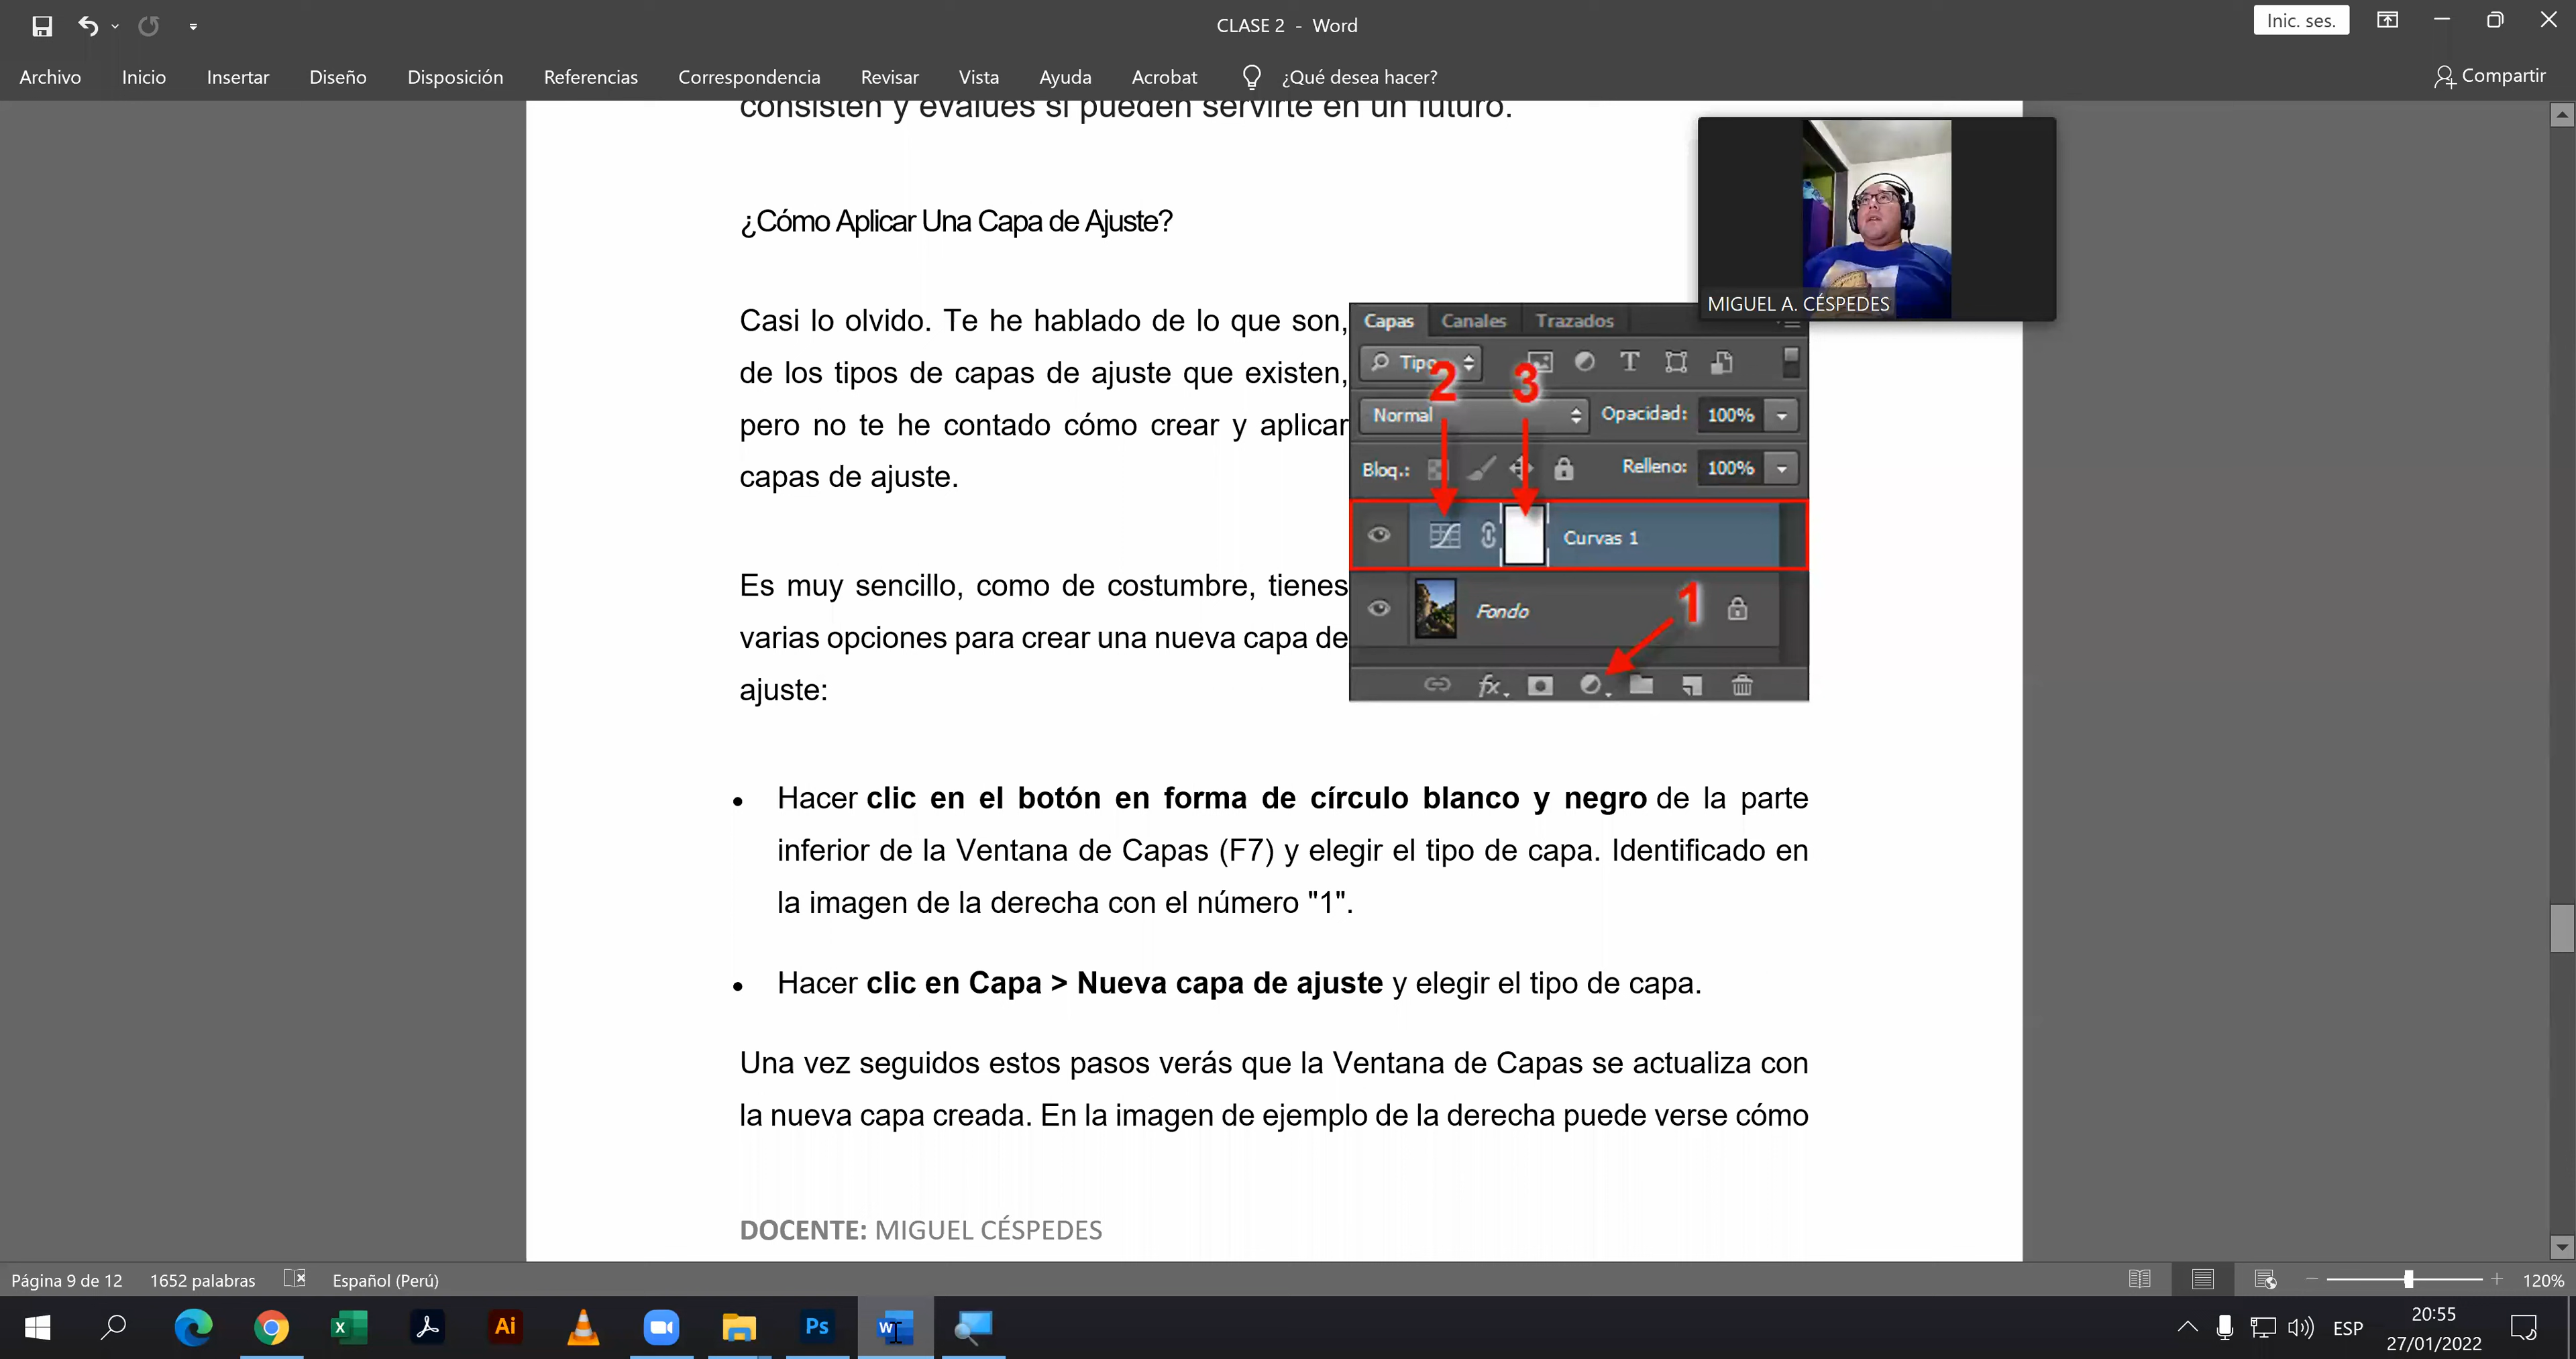 CLASE 2 - Word
Inic. ses.
Archivo Inicio Insertar Diseño Disposición Referencias Correspondencia Revisar Vista Ayuda Acrobat ¿Qué desea hacer? Compartir
consisten y evalúes si pueden servirte en un futuro.
¿Cómo Aplicar Una Capa de Ajuste?
MIGUEL A. CÉSPEDES
Casi lo olvido. Te he hablado de lo que son,
de los tipos de capas de ajuste que existen,
pero no te he contado cómo crear y aplicar
capas de ajuste.
Es muy sencillo, como de costumbre, tienes
varias opciones para crear una nueva capa de
ajuste:
Capas Canales Trazados
Tipo
2 3
Normal Opacidad: 100%
Bloq.: Relleno: 100%
Curvas 1
Fondo
1
fx
• Hacer clic en el botón en forma de círculo blanco y negro de la parte
inferior de la Ventana de Capas (F7) y elegir el tipo de capa. Identificado en
la imagen de la derecha con el número "1".
• Hacer clic en Capa > Nueva capa de ajuste y elegir el tipo de capa.
Una vez seguidos estos pasos verás que la Ventana de Capas se actualiza con
la nueva capa creada. En la imagen de ejemplo de la derecha puede verse cómo
DOCENTE: MIGUEL CÉSPEDES
Página 9 de 12 1652 palabras Español (Perú) 120%
Ai Ps W ESP
20:55
27/01/2022